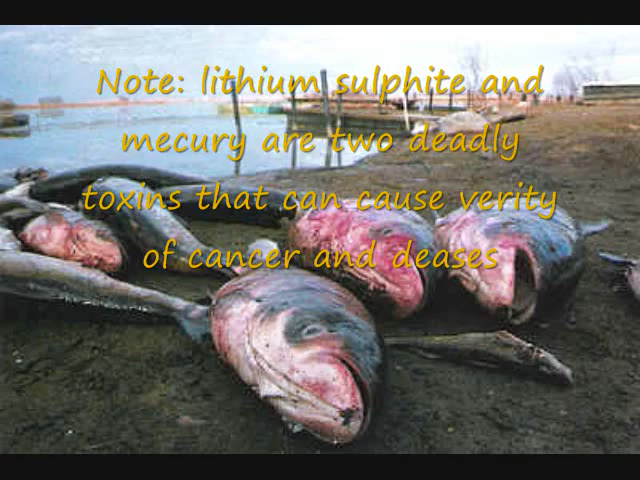 Note: lithium sulphite and
mecury are two deadly
toxins that can cause verity
of cancer and deases